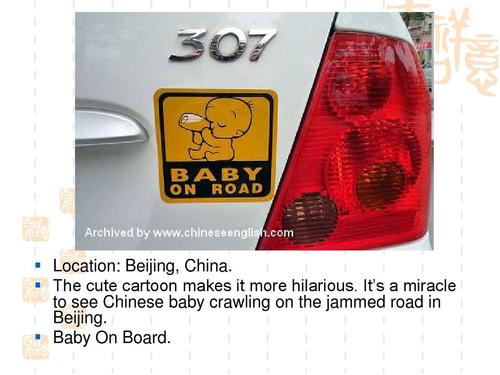 307
BABY
ON ROAD
Archived by www.chineseenglish.com
Location: Beijing, China.
The cute cartoon makes it more hilarious. It's a miracle
to see Chinese baby crawling on the jammed road in
Beijing.
Baby On Board.